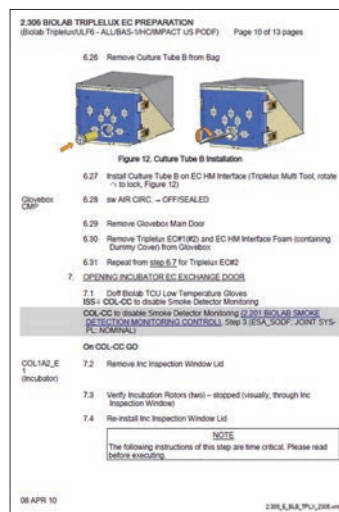 2.306 BIOLAB TRIPLELUX EC PREPARATION
(Biolab Triplelux/ULF6 - ALL/BAS-1/HC/IMPACT US PODF) Page 10 of 13 pages
6.26 Remove Culture Tube B from Bag
Figure 12. Culture Tube B Installation
6.27 Install Culture Tube B on EC HM Interface (Triplelux Multi Tool, rotate
to lock, Figure 12)
Glovebox
CMP
6.28 sw AIR CIRC. → OFF/SEALED
6.29 Remove Glovebox Main Door
6.30 Remove Triplelux EC#1(#2) and EC HM Interface Foam (containing
Dummy Cover) from Glovebox
6.31 Repeat from step 6.7 for Triplelux EC#2
7. OPENING INCUBATOR EC EXCHANGE DOOR
7.1 Doff Biolab TCU Low Temperature Gloves
ISS⇓ COL-CC to disable Smoke Detector Monitoring
COL-CC to disable Smoke Detector Monitoring (2.201 BIOLAB SMOKE
DETECTION MONITORING CONTROL), Step 3 (ESA_SODF: JOINT SYS-
PL: NOMINAL)
On COL-CC GO
COL1A2_E
1
(Incubator)
7.2 Remove Inc Inspection Window Lid
7.3 Verify Incubation Rotors (two) – stopped (visually, through Inc
Inspection Window)
7.4 Re-install Inc Inspection Window Lid
NOTE
The following instructions of this step are time critical. Please read
before executing.
08 APR 10